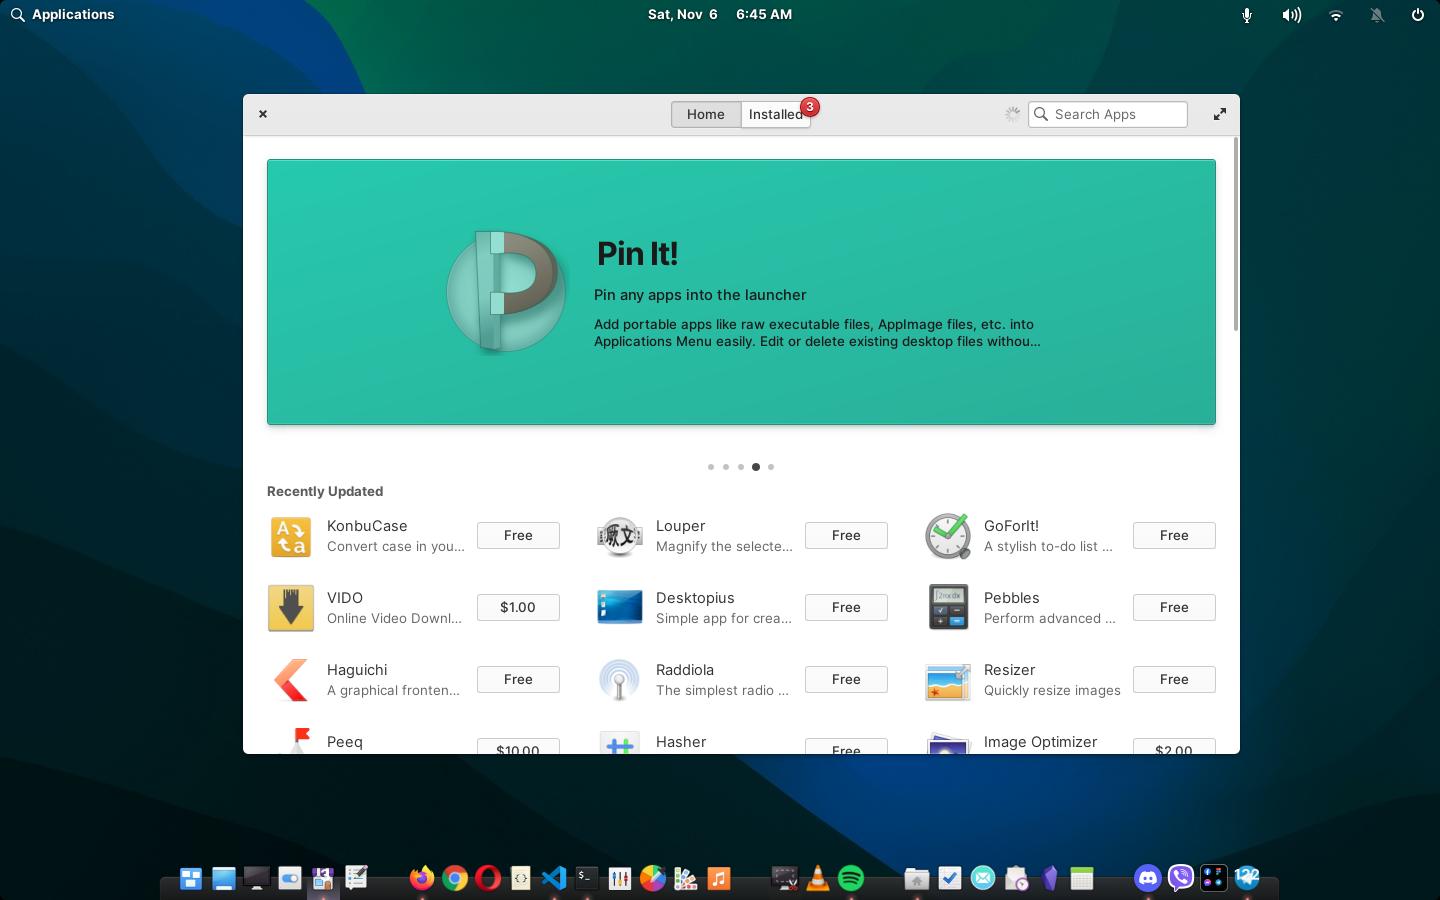 Applications
Sat, Nov 6 6:45 AM
Home
Installed
3
Search Apps
Pin It!
Pin any apps into the launcher
Add portable apps like raw executable files, AppImage files, etc. into
Applications Menu easily. Edit or delete existing desktop files withou…
Recently Updated
KonbuCase
Convert case in you…
Free
Louper
Magnify the selecte…
Free
GoForIt!
A stylish to-do list …
Free
VIDO
Online Video Downl…
$1.00
Desktopius
Simple app for crea…
Free
Pebbles
Perform advanced …
Free
Haguichi
A graphical fronten…
Free
Raddiola
The simplest radio …
Free
Resizer
Quickly resize images
Free
Peeq
$10.00
Hasher
Free
Image Optimizer
$2.00
122